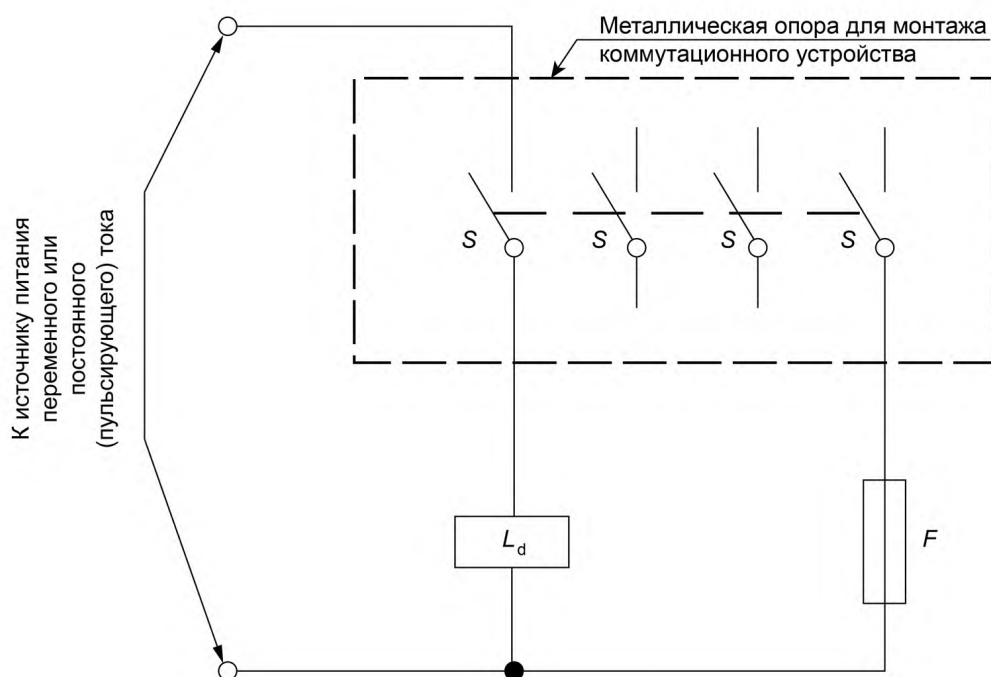 Металлическая опора для монтажа
коммутационного устройства
К источнику питания
переменного или
постоянного
(пульсирующего) тока
S
S
S
S
Ld
F